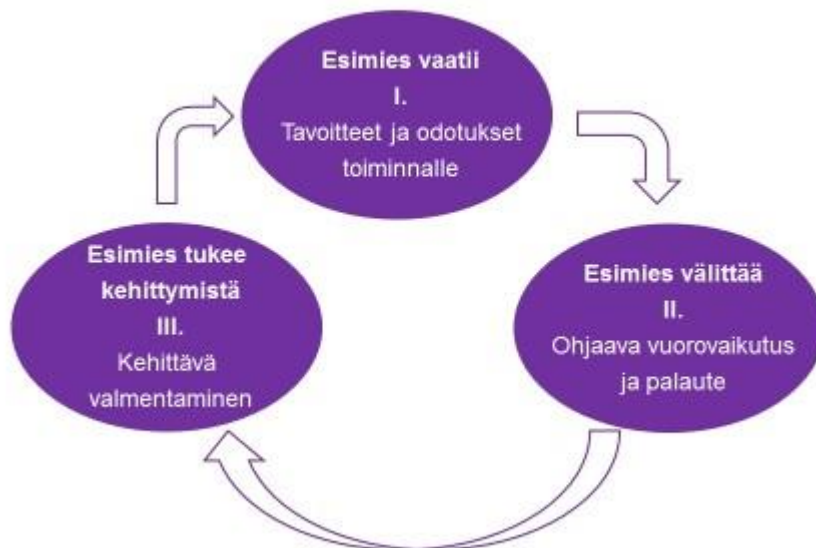 Esimies vaatii
I.
Tavoitteet ja odotukset
toiminnalle
Esimies välittää
II.
Ohjaava vuorovaikutus
ja palaute
Esimies tukee
kehittymistä
III.
Kehittävä
valmentaminen